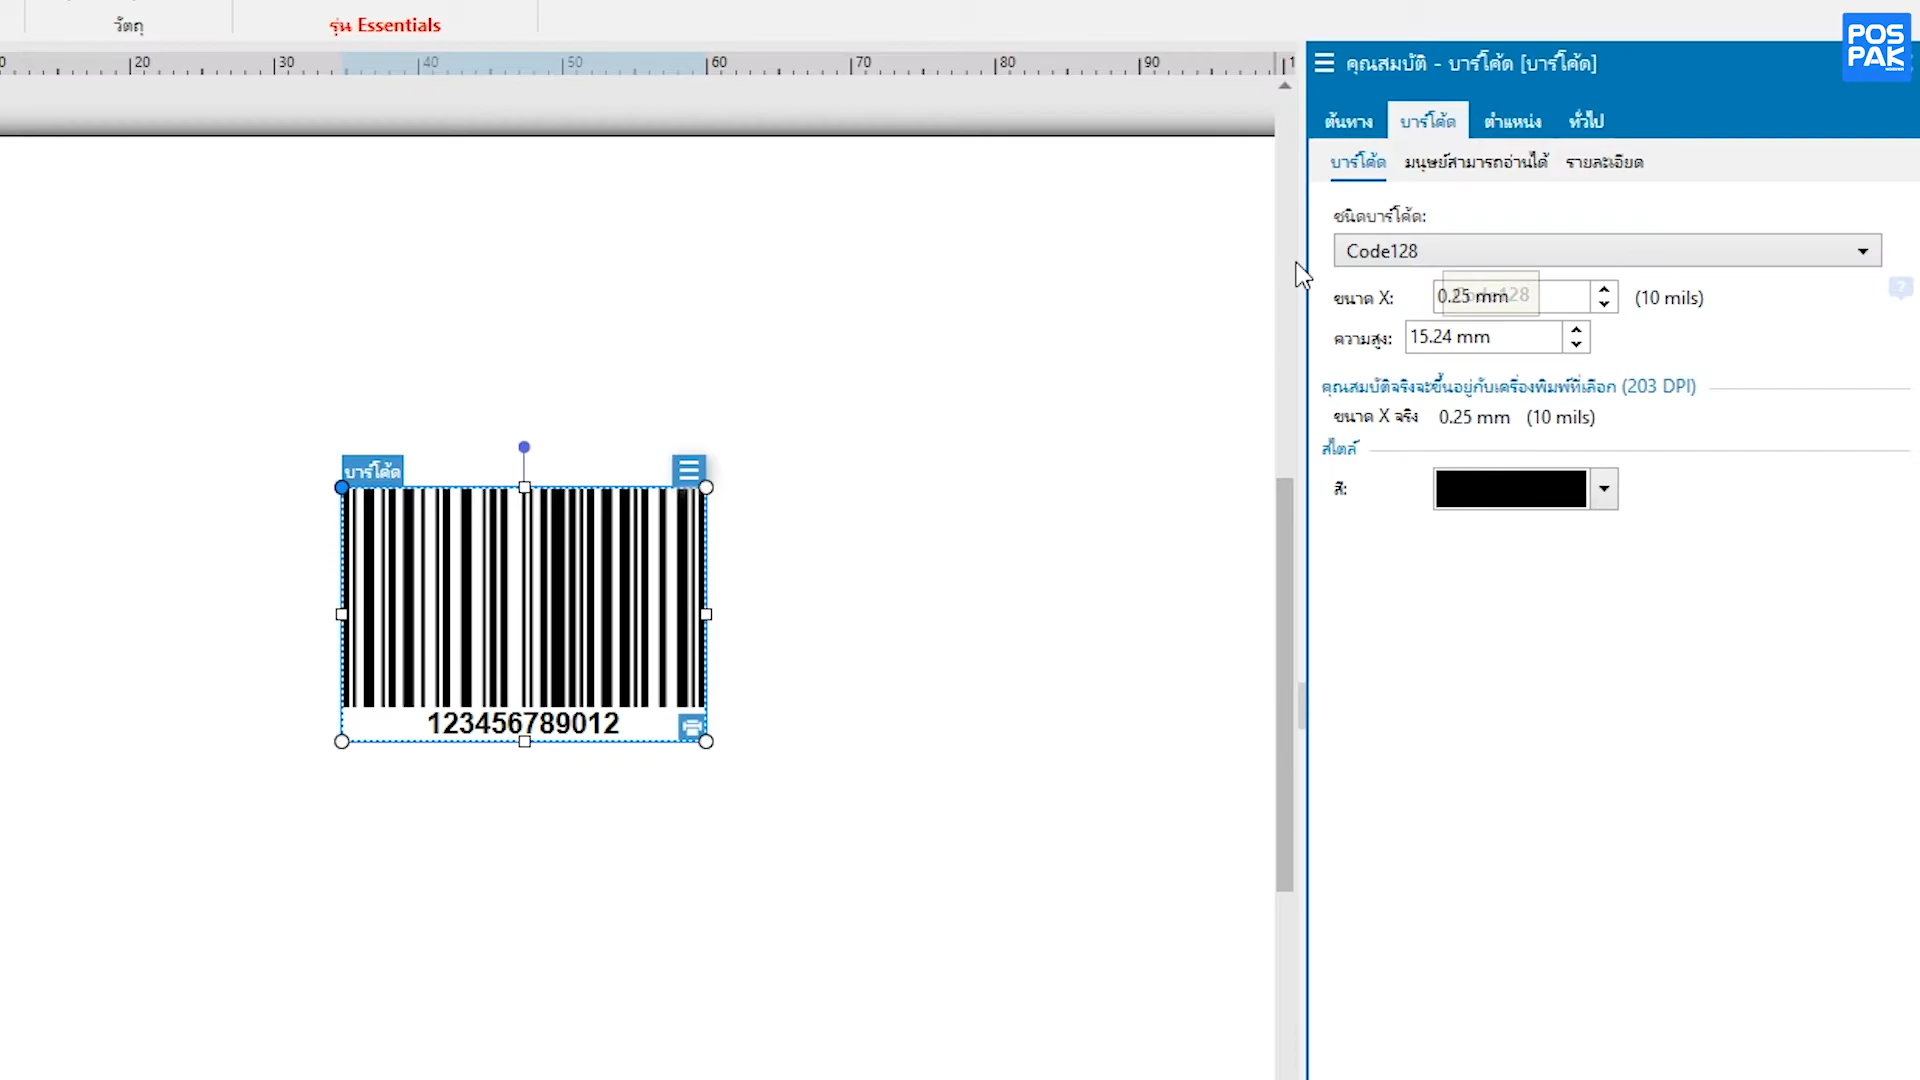 วัตถุ
รุ่น Essentials
POS
PAK
0 20 30 40 50 60 70 80 90 1
คุณสมบัติ - บาร์โค้ด [บาร์โค้ด]
ต้นทาง บาร์โค้ด ตำแหน่ง ทั่วไป
บาร์โค้ด มนุษย์สามารถอ่านได้ รายละเอียด
ชนิดบาร์โค้ด:
Code128
ขนาด X: 0.25 mm (10 mils)
ความสูง: 15.24 mm
คุณสมบัติจริงจะขึ้นอยู่กับเครื่องพิมพ์ที่เลือก (203 DPI)
ขนาด X จริง 0.25 mm (10 mils)
สไตล์
สี:
บาร์โค้ด
123456789012